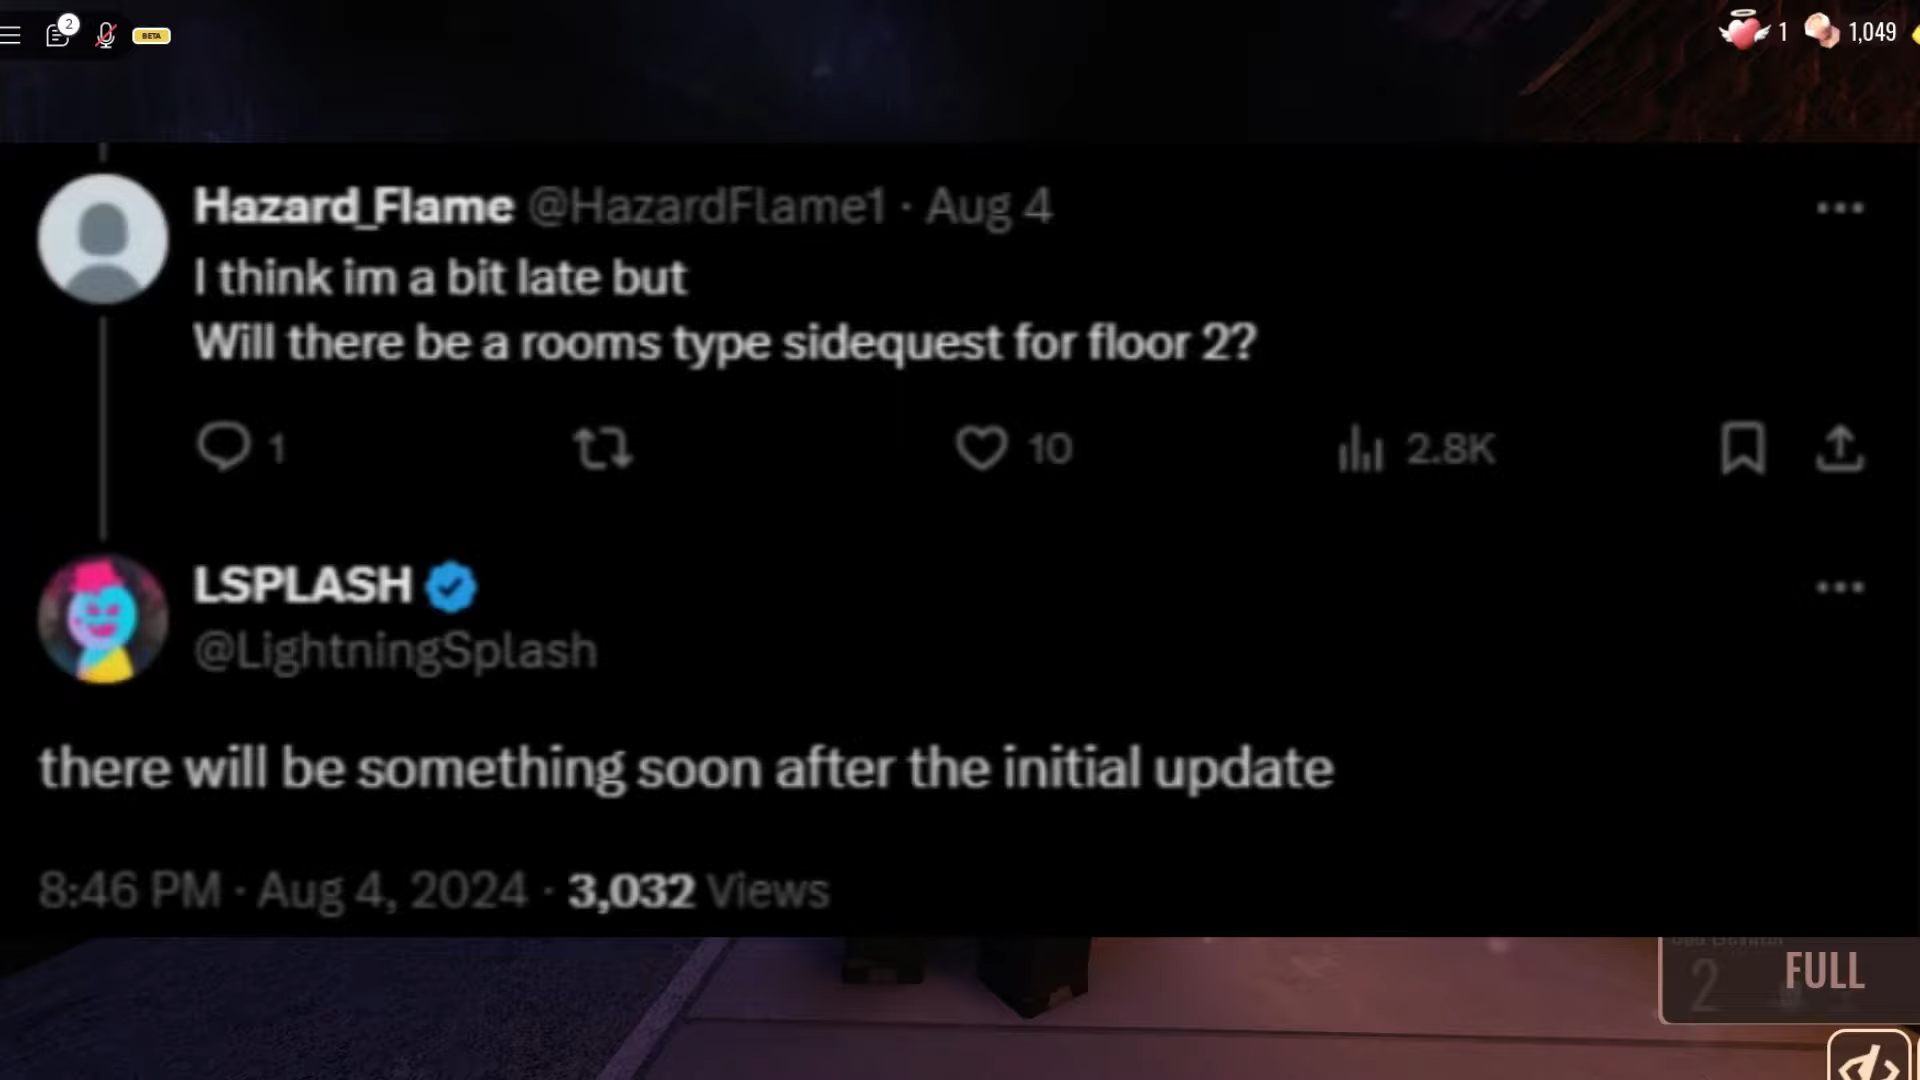 2
BETA
1
1,049
Hazard_Flame @HazardFlame1 · Aug 4
I think im a bit late but
Will there be a rooms type sidequest for floor 2?
1
10
2.8K
LSPLASH
@LightningSplash
there will be something soon after the initial update
8:46 PM · Aug 4, 2024 · 3,032 Views
2
FULL